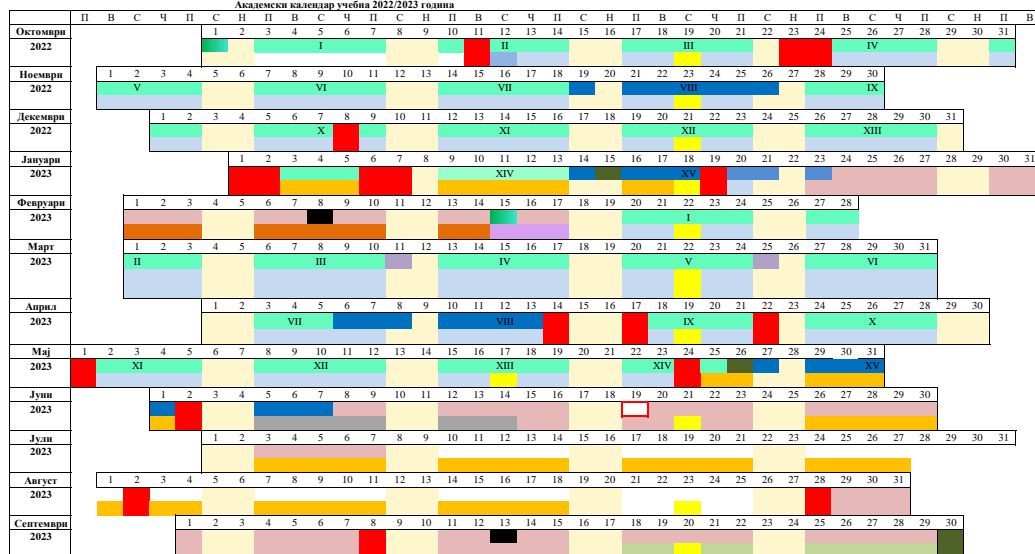 Академски календар учебна 2022/2023 година
П В С Ч П С Н П В С Ч П С Н П В С Ч П С Н П В С Ч П С Н П В С Ч П С Н П В
Октомври 1 2 3 4 5 6 7 8 9 10 11 12 13 14 15 16 17 18 19 20 21 22 23 24 25 26 27 28 29 30 31
2022 I II III IV
Ноември 1 2 3 4 5 6 7 8 9 10 11 12 13 14 15 16 17 18 19 20 21 22 23 24 25 26 27 28 29 30
2022 V VI VII VIII IX
Декември 1 2 3 4 5 6 7 8 9 10 11 12 13 14 15 16 17 18 19 20 21 22 23 24 25 26 27 28 29 30 31
2022 X XI XII XIII
Јануари 1 2 3 4 5 6 7 8 9 10 11 12 13 14 15 16 17 18 19 20 21 22 23 24 25 26 27 28 29 30 31
2023 XIV XV
Февруари 1 2 3 4 5 6 7 8 9 10 11 12 13 14 15 16 17 18 19 20 21 22 23 24 25 26 27 28
2023 I
Март 1 2 3 4 5 6 7 8 9 10 11 12 13 14 15 16 17 18 19 20 21 22 23 24 25 26 27 28 29 30 31
2023 II III IV V VI
Април 1 2 3 4 5 6 7 8 9 10 11 12 13 14 15 16 17 18 19 20 21 22 23 24 25 26 27 28 29 30
2023 VII VIII IX X
Мај 1 2 3 4 5 6 7 8 9 10 11 12 13 14 15 16 17 18 19 20 21 22 23 24 25 26 27 28 29 30 31
2023 XI XII XIII XIV XV
Јуни 1 2 3 4 5 6 7 8 9 10 11 12 13 14 15 16 17 18 19 20 21 22 23 24 25 26 27 28 29 30
2023
Јули 1 2 3 4 5 6 7 8 9 10 11 12 13 14 15 16 17 18 19 20 21 22 23 24 25 26 27 28 29 30 31
2023
Август 1 2 3 4 5 6 7 8 9 10 11 12 13 14 15 16 17 18 19 20 21 22 23 24 25 26 27 28 29 30 31
2023
Септември 1 2 3 4 5 6 7 8 9 10 11 12 13 14 15 16 17 18 19 20 21 22 23 24 25 26 27 28 29 30
2023